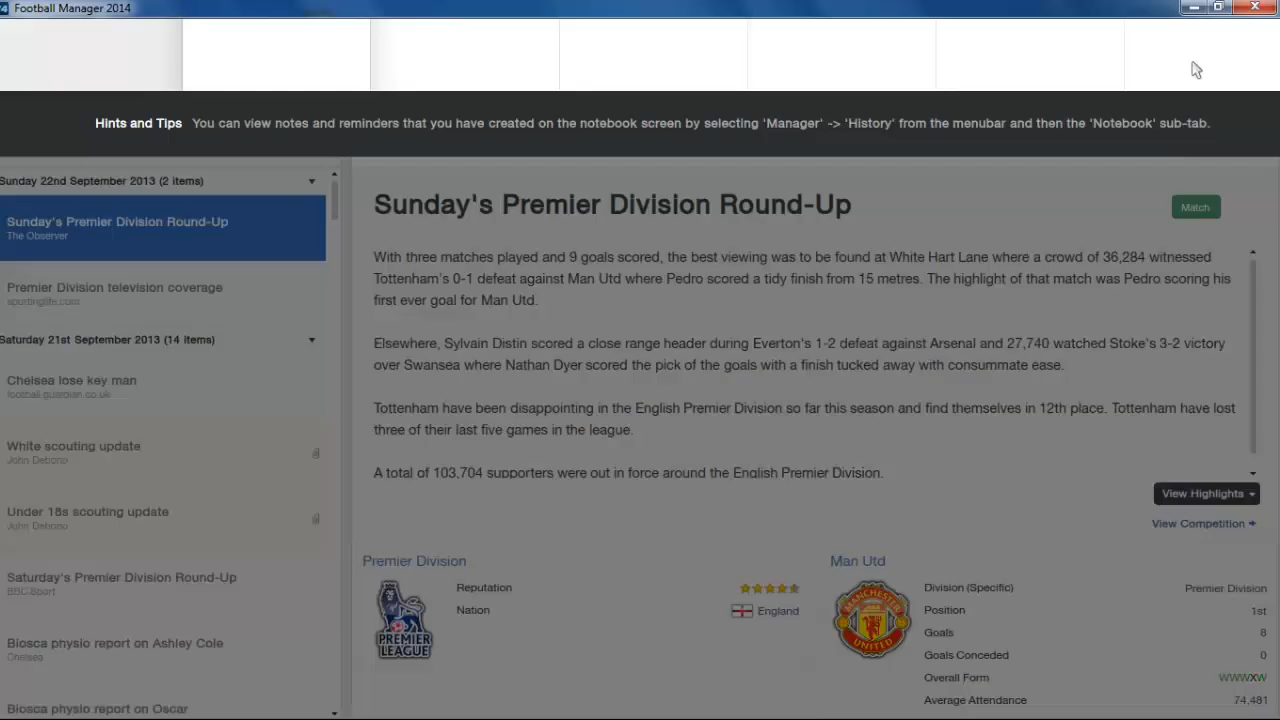 Football Manager 2014
Hints and Tips You can view notes and reminders that you have created on the notebook screen by selecting 'Manager' -> 'History' from the menubar and then the 'Notebook' sub-tab.
Sunday 22nd September 2013 (2 items)
Sunday's Premier Division Round-Up
The Observer
Premier Division television coverage
sportinglife.com
Saturday 21st September 2013 (14 items)
Chelsea lose key man
football.guardian.co.uk
White scouting update
John Debono
Under 18s scouting update
John Debono
Saturday's Premier Division Round-Up
BBC Sport
Biosca physio report on Ashley Cole
Chelsea
Biosca physio report on Oscar
Sunday's Premier Division Round-Up
Match
With three matches played and 9 goals scored, the best viewing was to be found at White Hart Lane where a crowd of 36,284 witnessed
Tottenham's 0-1 defeat against Man Utd where Pedro scored a tidy finish from 15 metres. The highlight of that match was Pedro scoring his
first ever goal for Man Utd.
Elsewhere, Sylvain Distin scored a close range header during Everton's 1-2 defeat against Arsenal and 27,740 watched Stoke's 3-2 victory
over Swansea where Nathan Dyer scored the pick of the goals with a finish tucked away with consummate ease.
Tottenham have been disappointing in the English Premier Division so far this season and find themselves in 12th place. Tottenham have lost
three of their last five games in the league.
A total of 103,704 supporters were out in force around the English Premier Division.
View Highlights
View Competition
Premier Division
PREMIER
LEAGUE
Reputation
Nation England
Man Utd
MANCHESTER
UNITED
Division (Specific) Premier Division
Position 1st
Goals 8
Goals Conceded 0
Overall Form WWWXW
Average Attendance 74,481